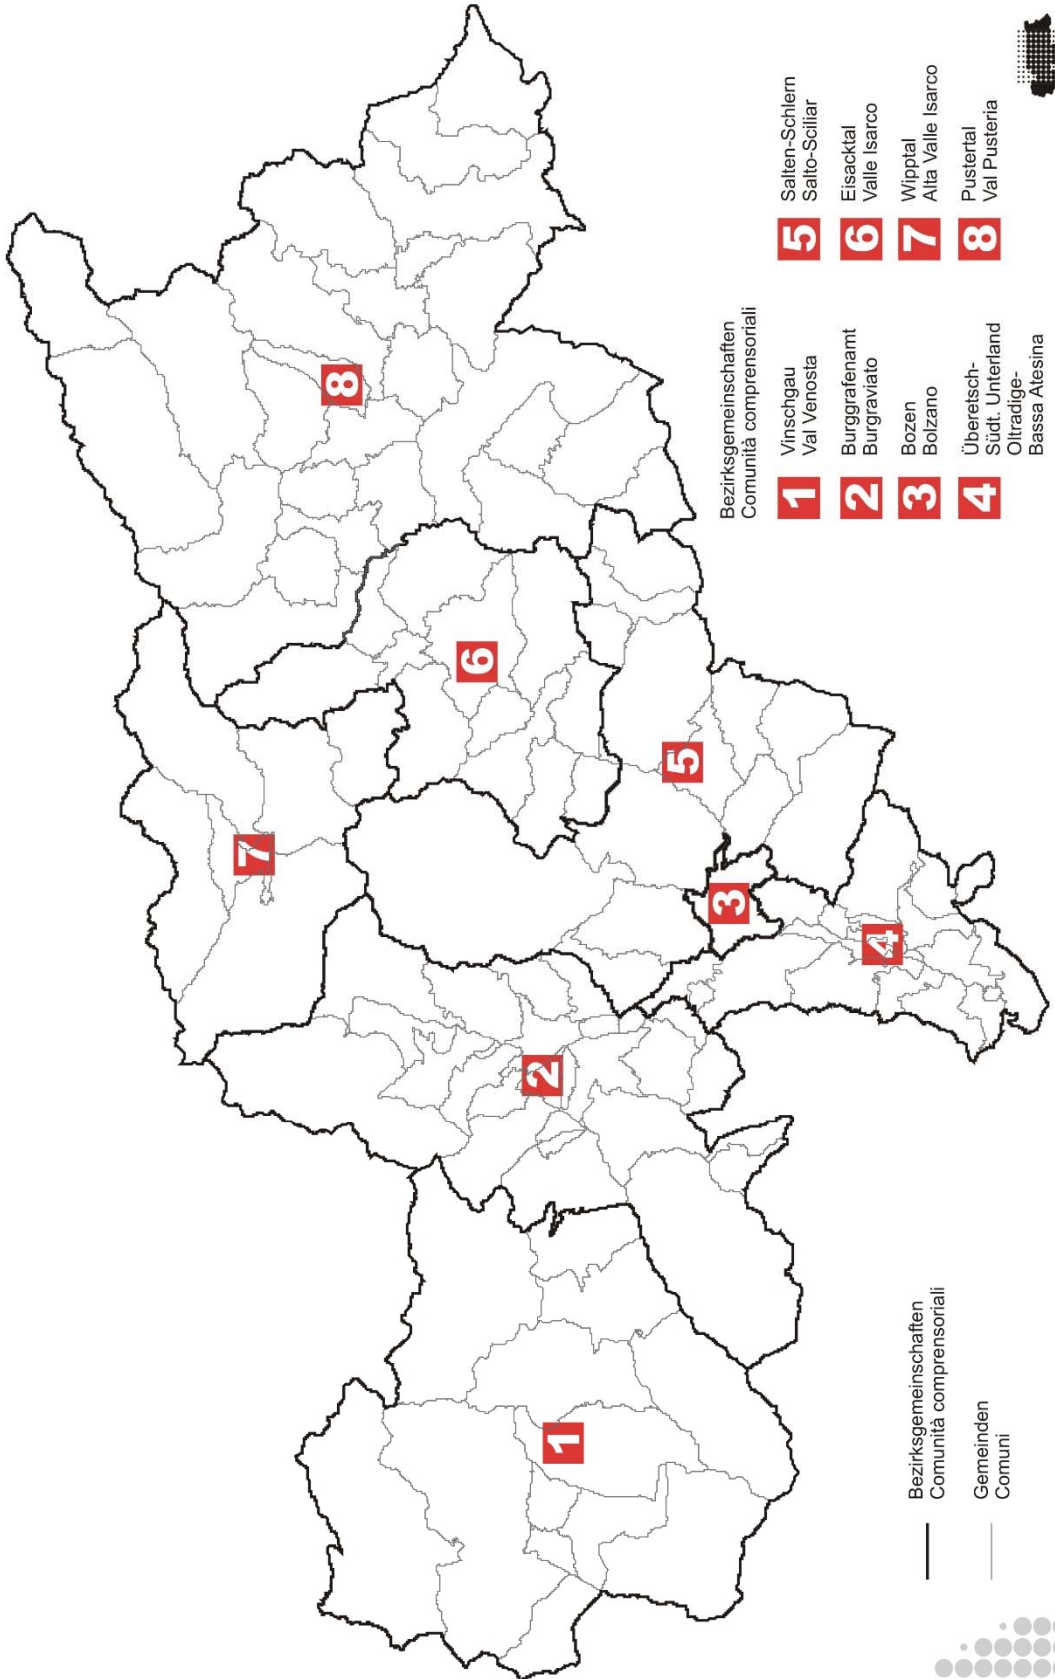 1
2
3
4
5
6
7
8
Bezirksgemeinschaften
Comunità comprensoriali
1
Vinschgau
Val Venosta
2
Burggrafenamt
Burgraviato
3
Bozen
Bolzano
4
Überetsch-
Südt. Unterland
Oltradige-
Bassa Atesina
5
Salten-Schlern
Salto-Sciliar
6
Eisacktal
Valle Isarco
7
Wipptal
Alta Valle Isarco
8
Pustertal
Val Pusteria
Bezirksgemeinschaften
Comunità comprensoriali
Gemeinden
Comuni